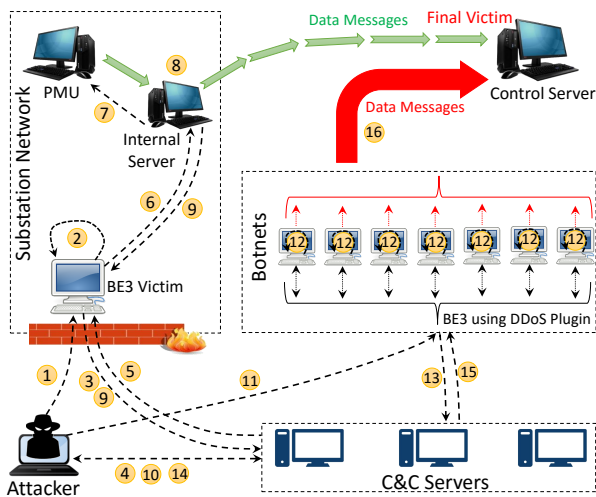 Data Messages
Final Victim
8
PMU
Control Server
7
Data Messages
Internal
Server
16
Substation Network
6
9
2
12
12
12
12
12
12
12
Botnets
BE3 Victim
BE3 using DDoS Plugin
1
3
5
9
11
13
15
Attacker
4
10
14
C&C Servers